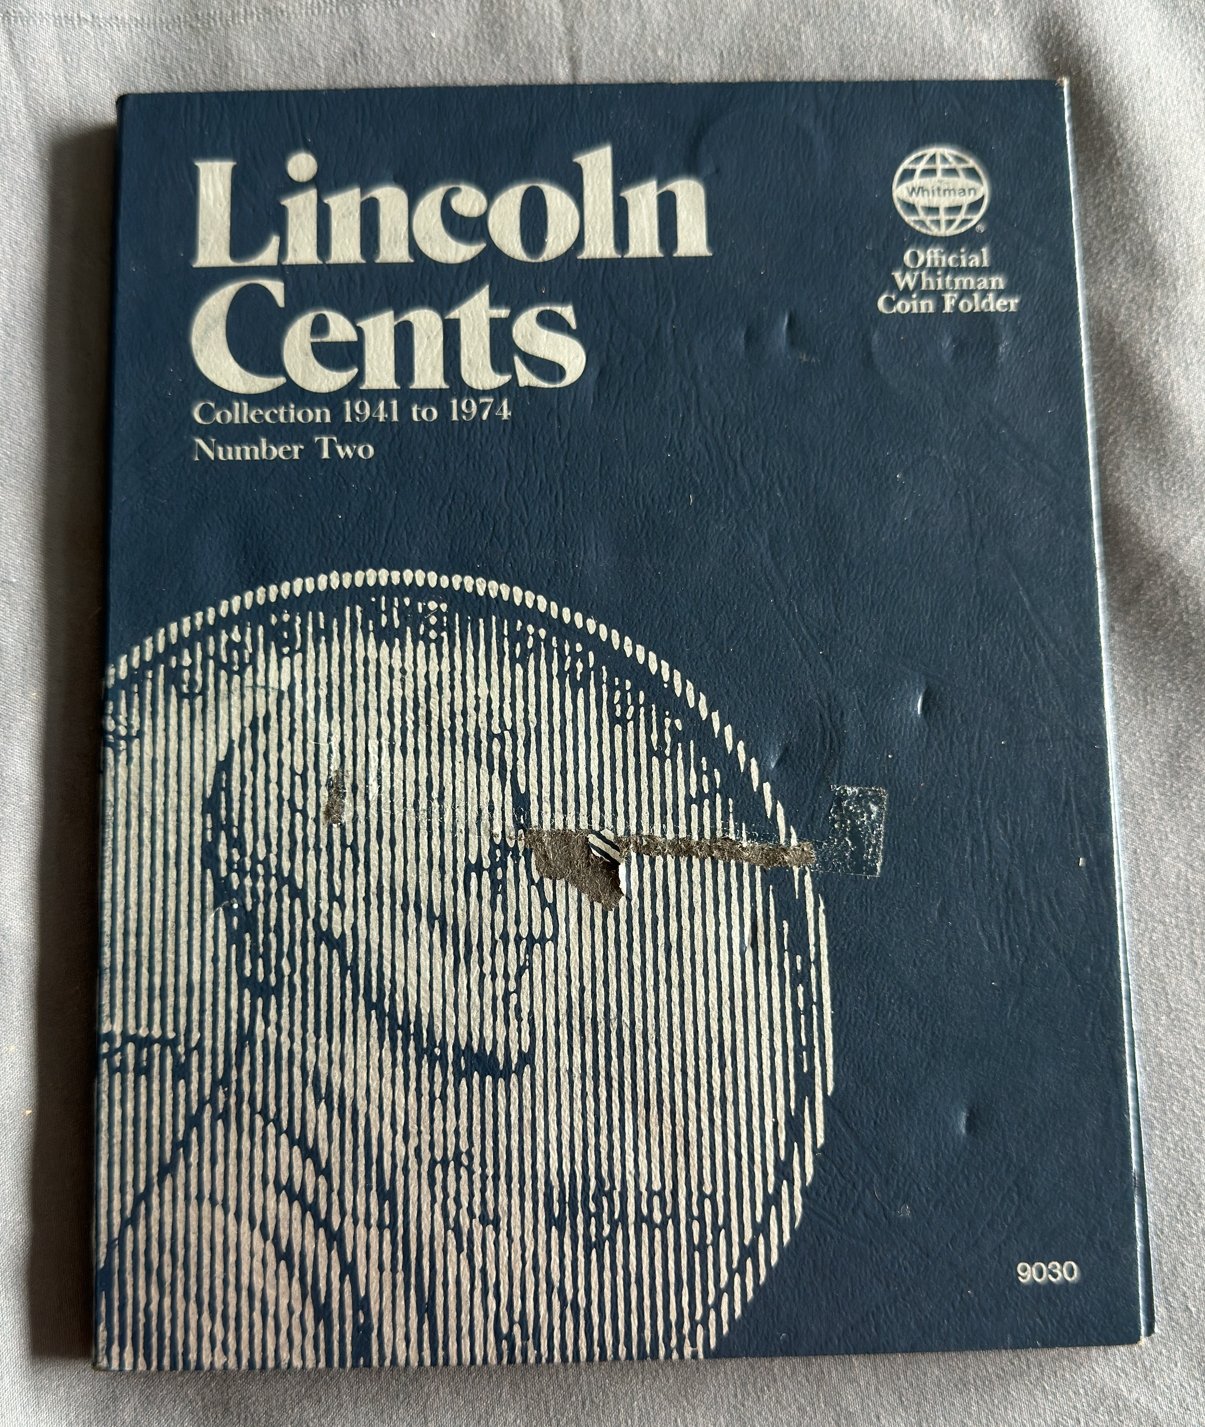 Lincoln
Cents
Collection 1941 to 1974
Number Two
Whitman
®
Official
Whitman
Coin Folder
9030